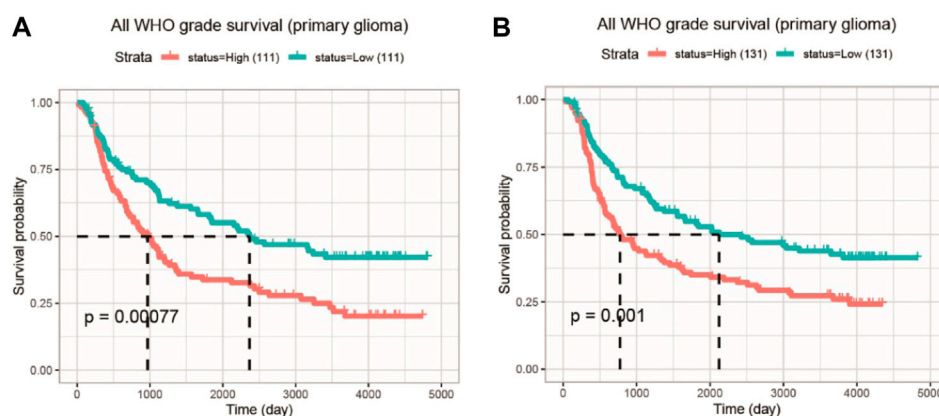 A
All WHO grade survival (primary glioma)
Strata status=High (111) status=Low (111)
Survival probability
1.00
0.75
0.50
0.25
0.00
p = 0.00077
0 1000 2000 3000 4000 5000
Time (day)
B
All WHO grade survival (primary glioma)
Strata status=High (131) status=Low (131)
Survival probability
1.00
0.75
0.50
0.25
0.00
p = 0.001
0 1000 2000 3000 4000 5000
Time (day)